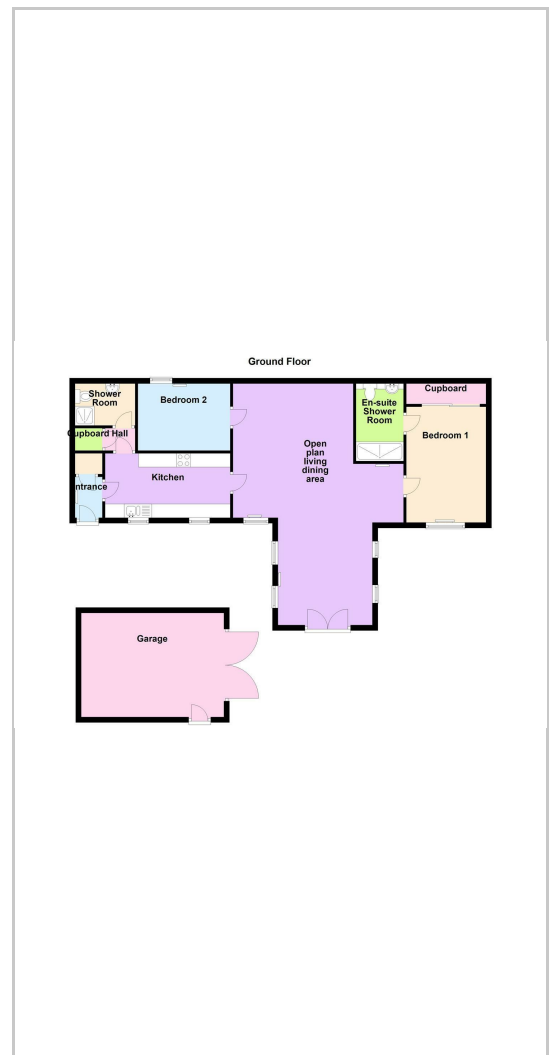 Ground Floor
Shower
Room
Bedroom 2
En-suite
Shower
Room
Cupboard
Cupboard Hall
Open
plan
living
dining
area
Bedroom 1
Kitchen
ntrance
Garage